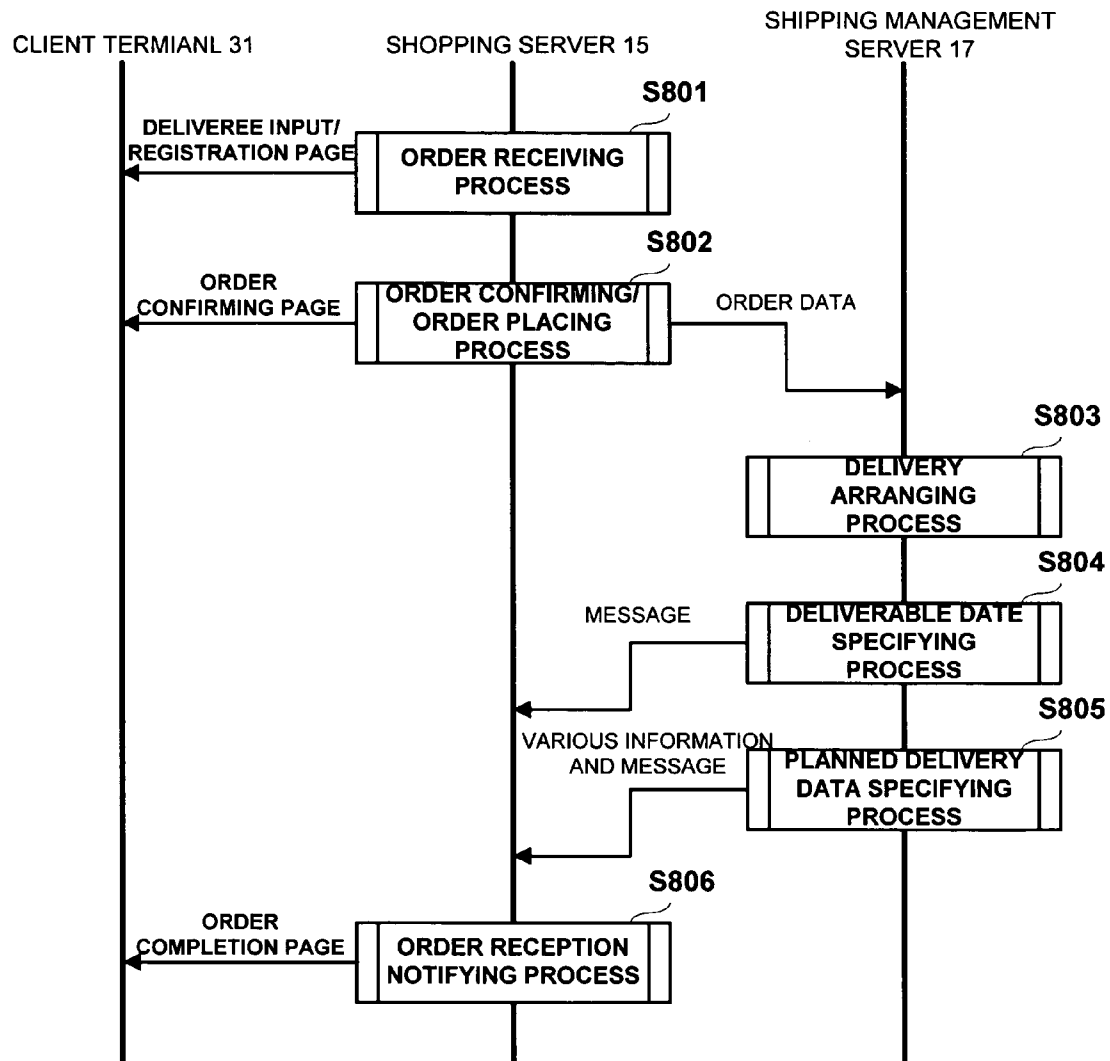 CLIENT TERMIANL 31
SHOPPING SERVER 15
SHIPPING MANAGEMENT
SERVER 17
S801
DELIVEREE INPUT/
REGISTRATION PAGE
ORDER RECEIVING
PROCESS
S802
ORDER
CONFIRMING PAGE
ORDER CONFIRMING/
ORDER PLACING
PROCESS
ORDER DATA
S803
DELIVERY
ARRANGING
PROCESS
S804
MESSAGE
DELIVERABLE DATE
SPECIFYING
PROCESS
S805
VARIOUS INFORMATION
AND MESSAGE
PLANNED DELIVERY
DATA SPECIFYING
PROCESS
S806
ORDER
COMPLETION PAGE
ORDER RECEPTION
NOTIFYING PROCESS